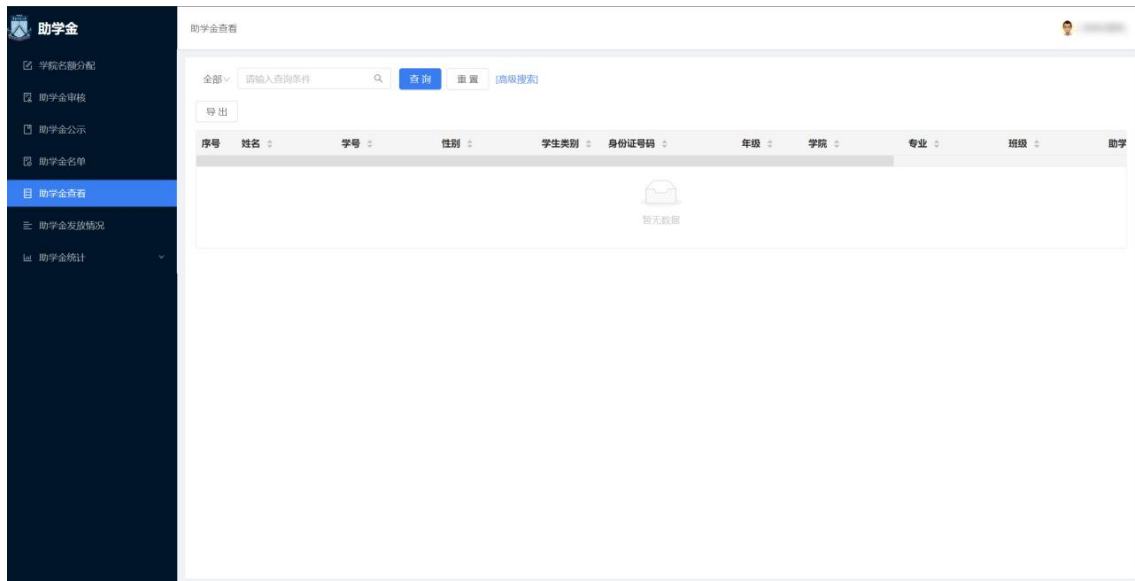 助学金
助学金查看
学院名额分配
助学金审核
助学金公示
助学金名单
助学金查看
助学金发放情况
助学金统计
全部 请输入查询条件 查 询 重 置 [高级搜索]
导 出
序号 姓名 学号 性别 学生类别 身份证号码 年级 学院 专业 班级 助学
暂无数据